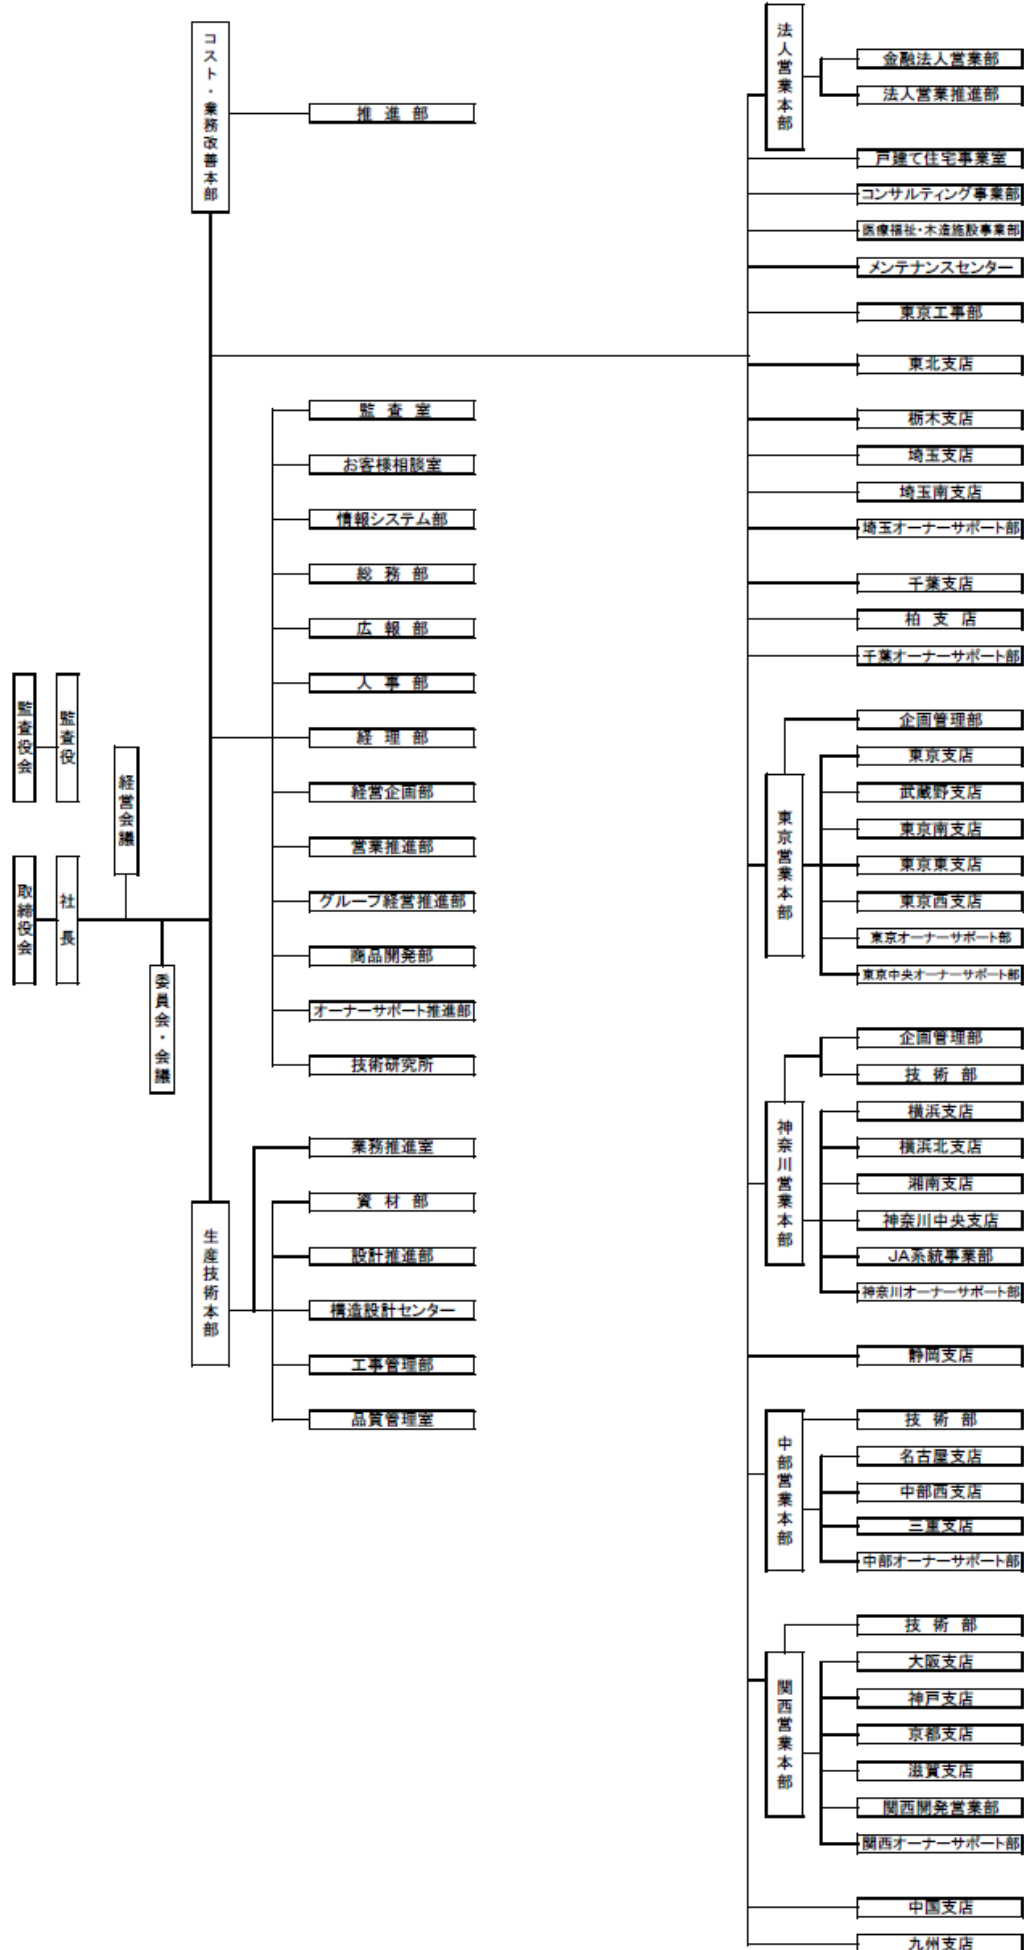 監査役会
監査役
取締役会
社長
経営会議
委員会・会議
コスト・業務改善本部
推進部
監査室
お客様相談室
情報システム部
総務部
広報部
人事部
経理部
経営企画部
営業推進部
グループ経営推進部
商品開発部
オーナーサポート推進部
技術研究所
生産技術本部
業務推進室
資材部
設計推進部
構造設計センター
工事管理部
品質管理室
法人営業本部
金融法人営業部
法人営業推進部
戸建て住宅事業室
コンサルティング事業部
医療福祉・木造施設事業部
メンテナンスセンター
東京工事部
東北支店
栃木支店
埼玉支店
埼玉南支店
埼玉オーナーサポート部
千葉支店
柏支店
千葉オーナーサポート部
東京営業本部
企画管理部
東京支店
武蔵野支店
東京南支店
東京東支店
東京西支店
東京オーナーサポート部
東京中央オーナーサポート部
神奈川営業本部
企画管理部
技術部
横浜支店
横浜北支店
湘南支店
神奈川中央支店
JA系統事業部
神奈川オーナーサポート部
静岡支店
中部営業本部
技術部
名古屋支店
中部西支店
三重支店
中部オーナーサポート部
関西営業本部
技術部
大阪支店
神戸支店
京都支店
滋賀支店
関西開発営業部
関西オーナーサポート部
中国支店
九州支店